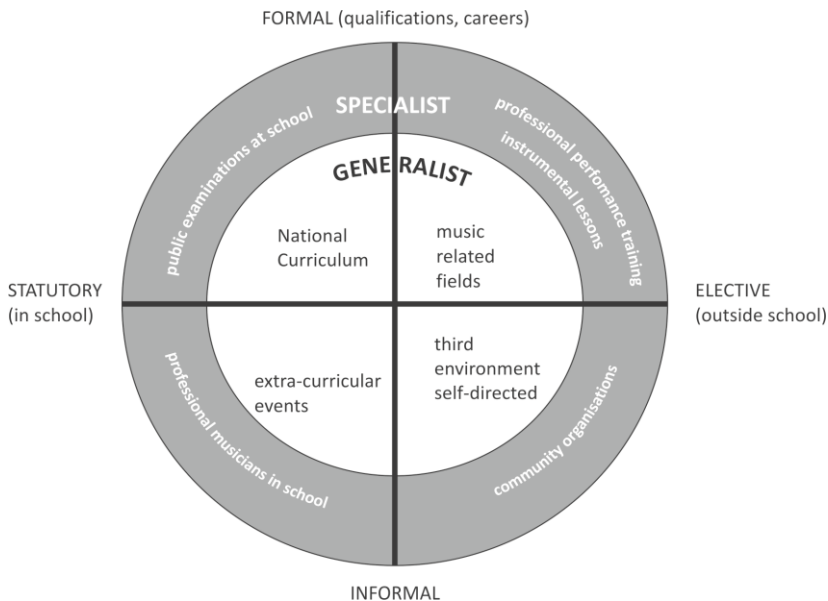 FORMAL (qualifications, careers)
SPECIALIST
public examinations at school
professional perfomance training
instrumental lessons
GENERALIST
National
Curriculum
music
related
fields
STATUTORY
(in school)
ELECTIVE
(outside school)
extra-curricular
events
third
environment
self-directed
professional musicians in school
community organisations
INFORMAL